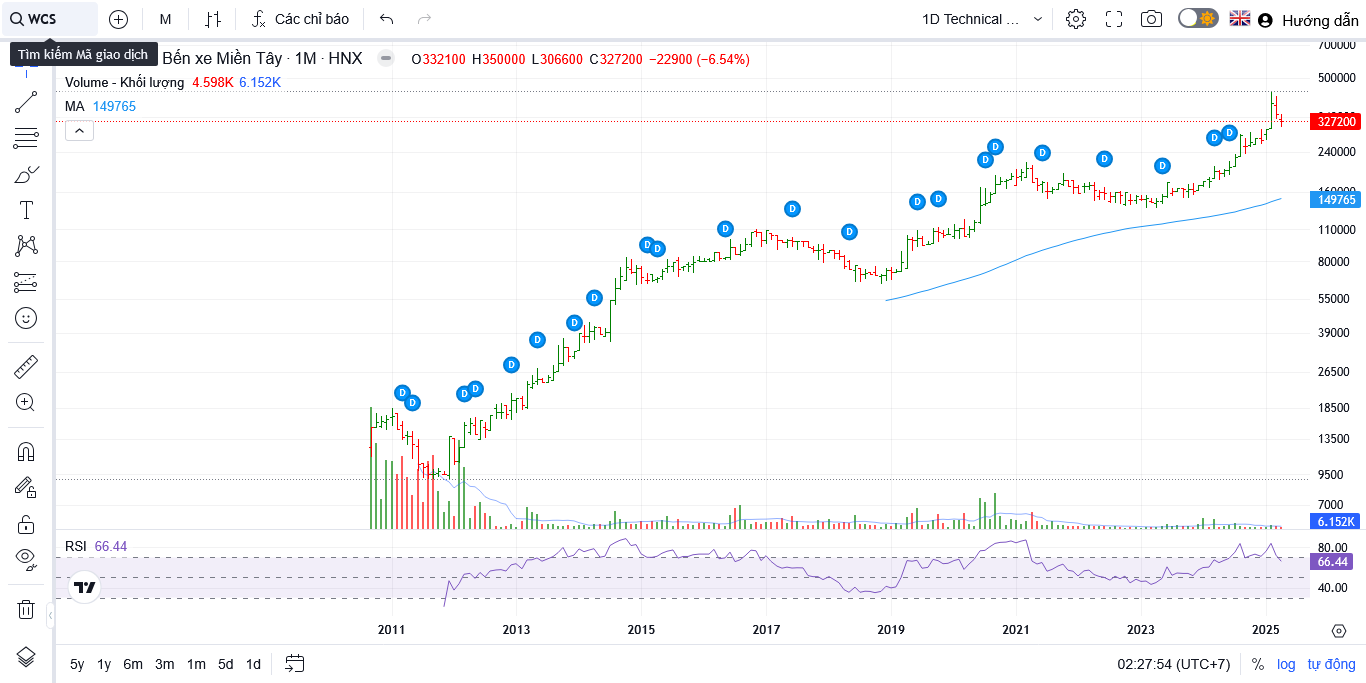 WCS M Các chỉ báo 1D Technical ... Hướng dẫn
Tìm kiếm Mã giao dịch Bến xe Miền Tây · 1M · HNX O332100 H350000 L306600 C327200 −22900 (−6.54%)
Volume - Khối lượng 4.598K 6.152K
MA 149765
700000
500000
327200
240000
160000
149765
110000
80000
55000
39000
26500
18500
13500
9500
7000
6.152K
D D D D D D D D D D D D D D D D D D D D D D
RSI 66.44
80.00
66.44
40.00
2011 2013 2015 2017 2019 2021 2023 2025
5y 1y 6m 3m 1m 5d 1d 02:27:54 (UTC+7) % log tự động